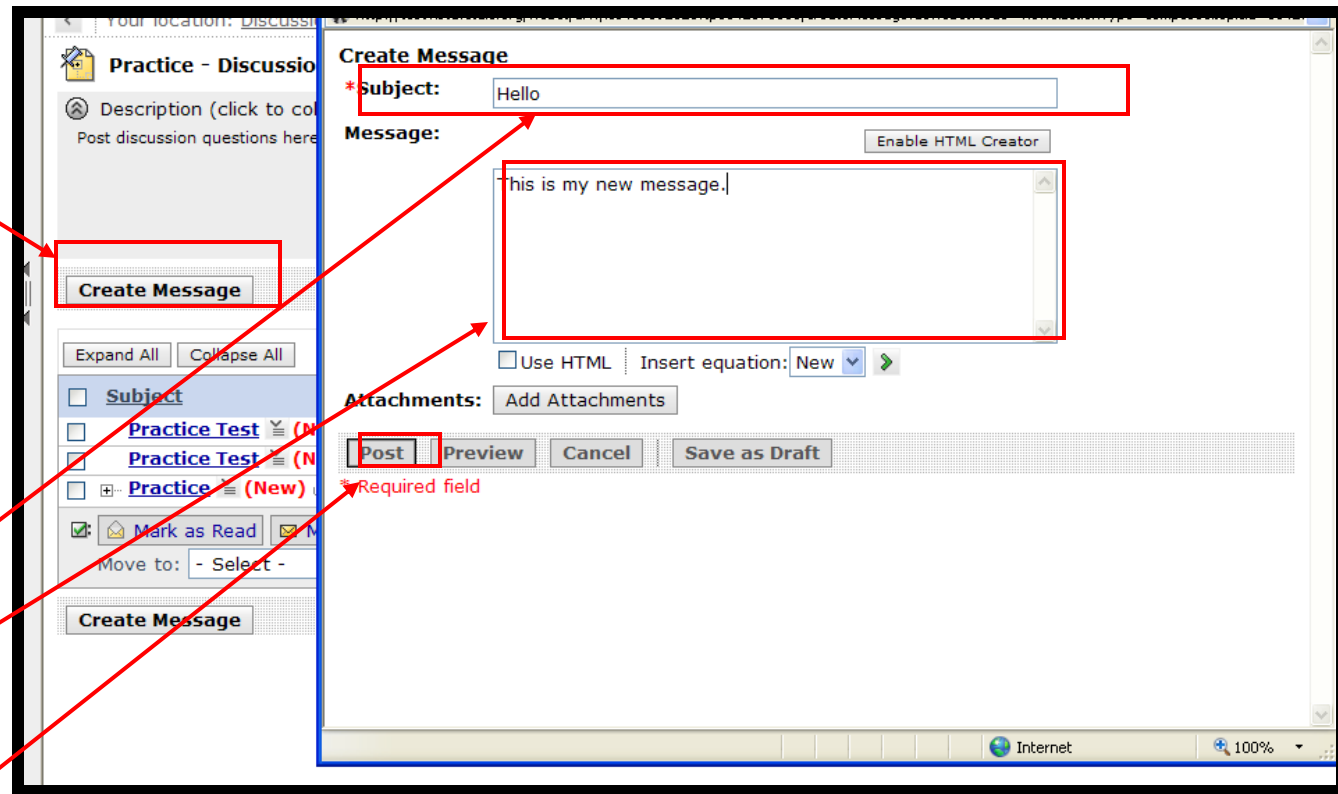 Your location: Discussi
Practice - Discussio
Description (click to col
Post discussion questions here
Create Message
Expand All Collapse All
Subject
Practice Test (N
Practice Test (N
Practice (New)
Mark as Read M
Move to: - Select -
Create Message
Create Message
*Subject: Hello
Message: Enable HTML Creator
This is my new message.
Use HTML Insert equation: New
Attachments: Add Attachments
Post Preview Cancel Save as Draft
* Required field
Internet 100%